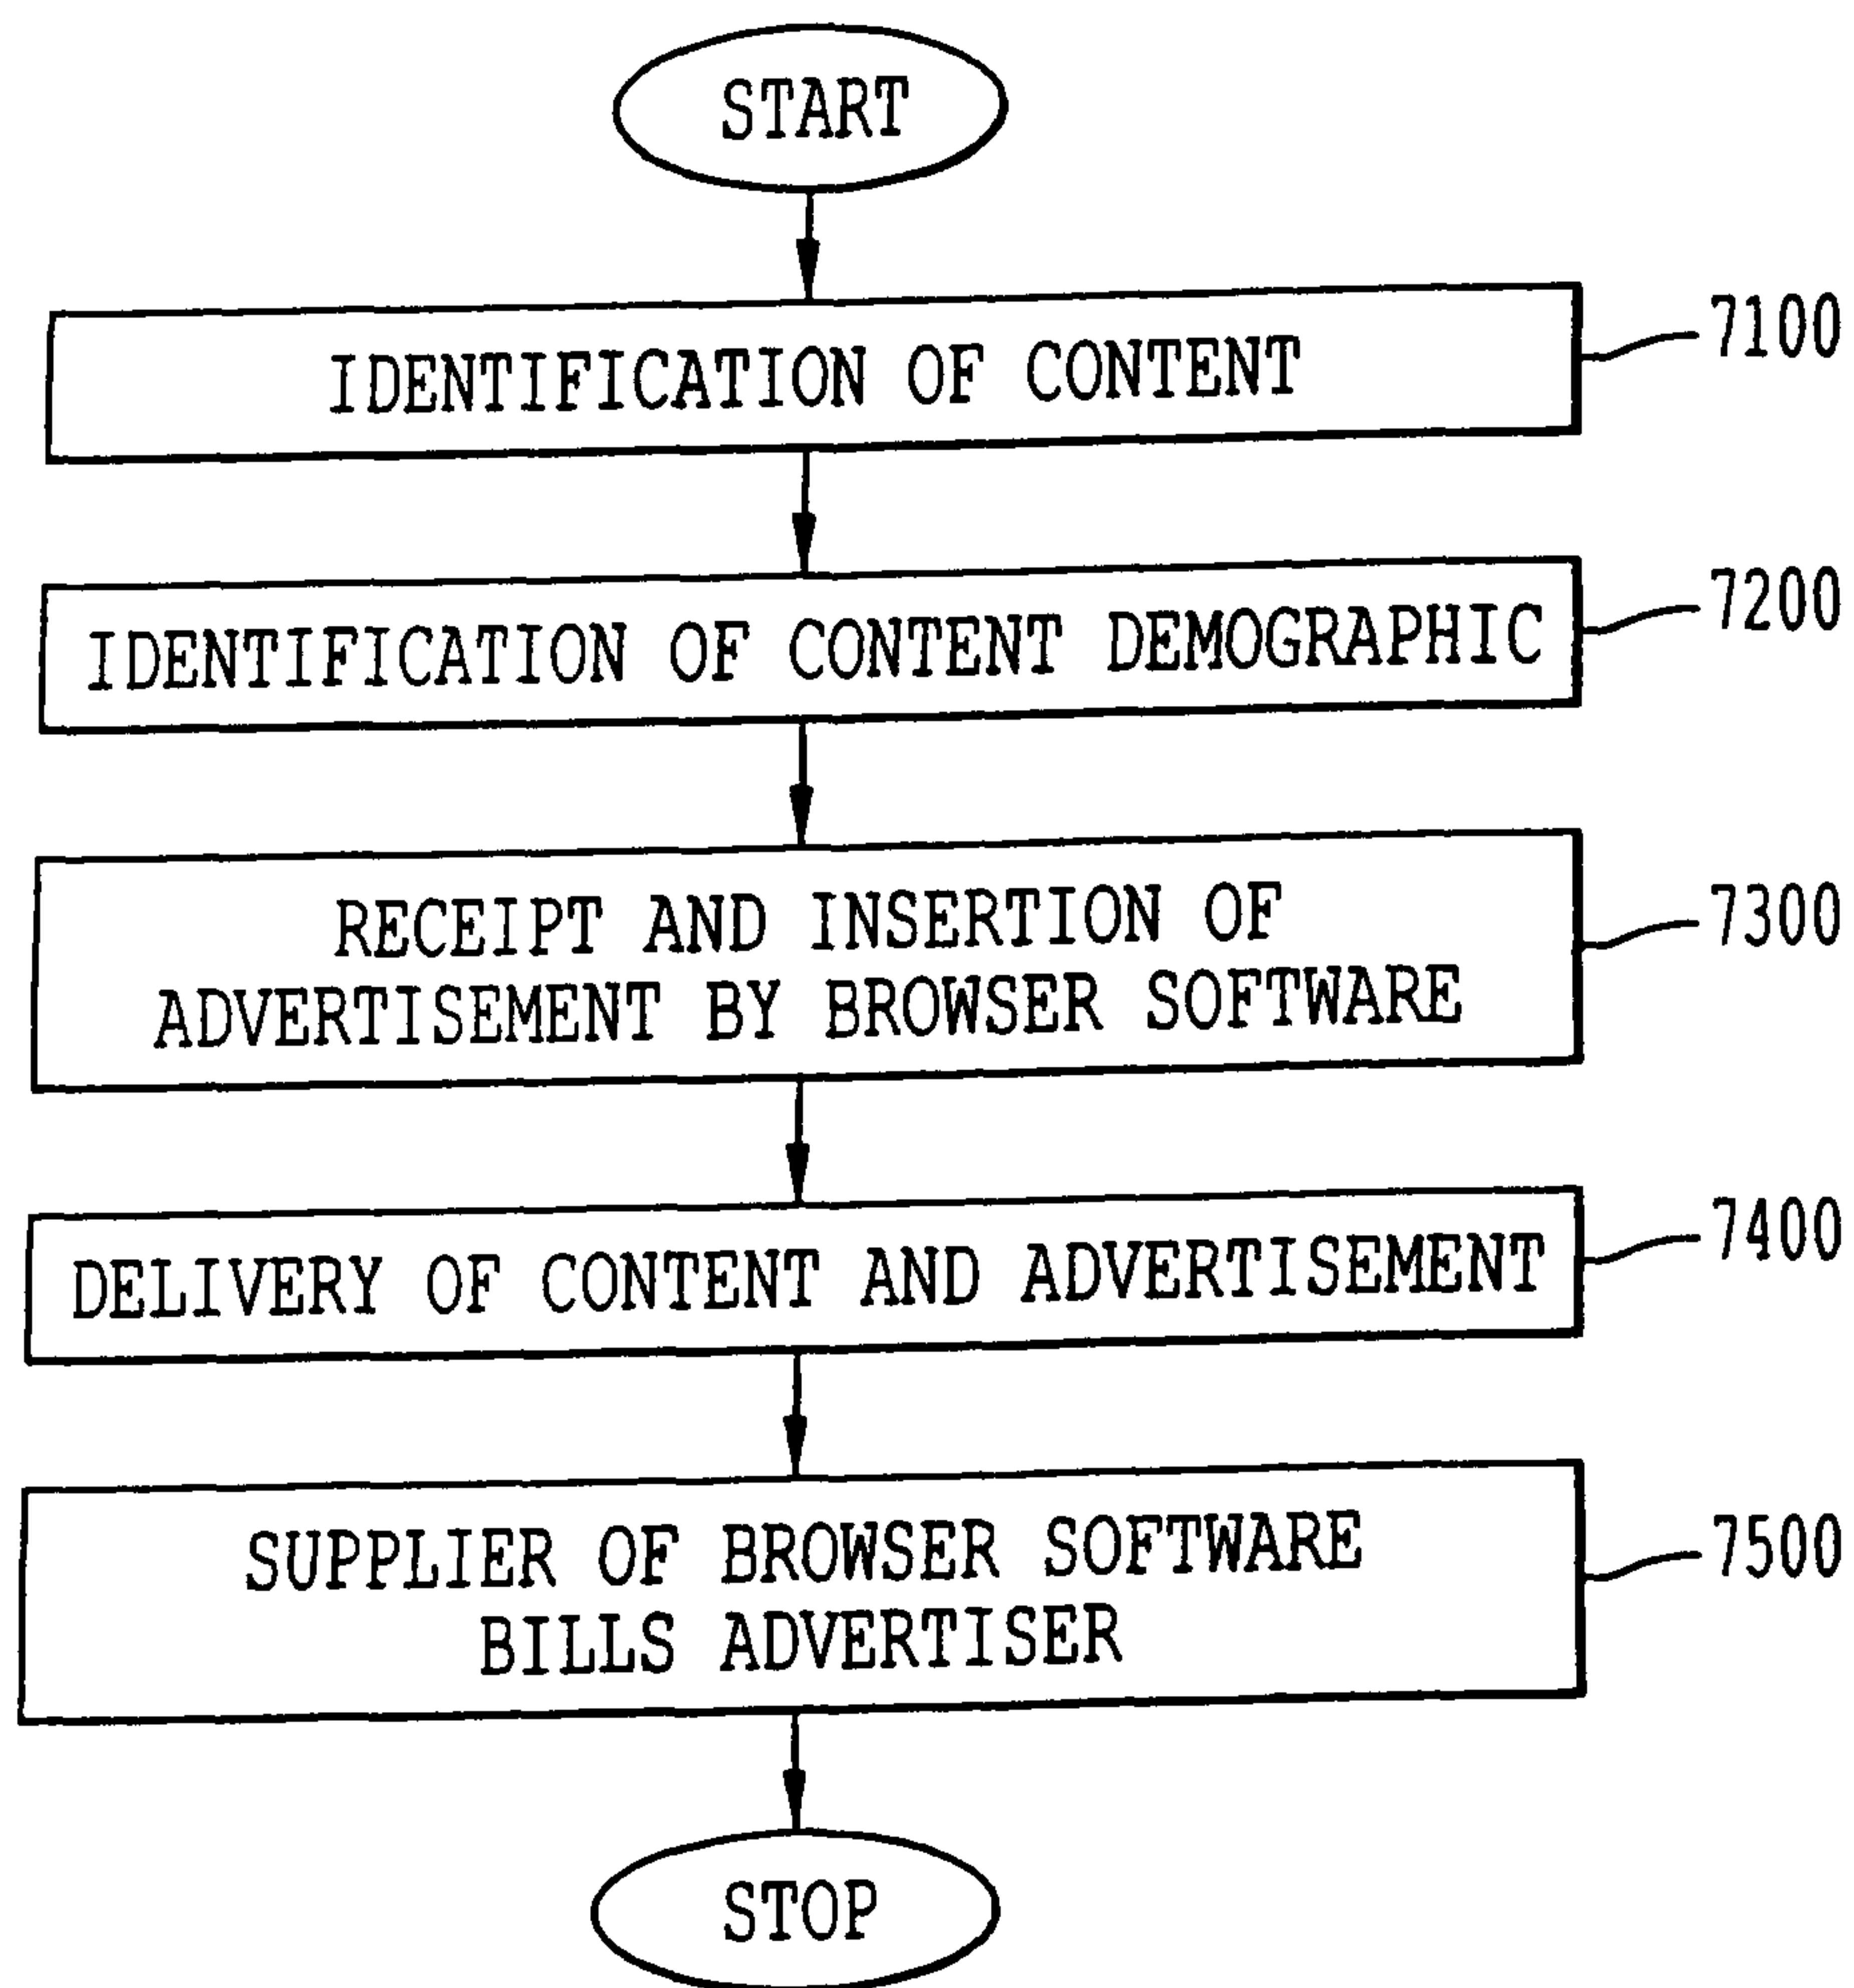 START
IDENTIFICATION OF CONTENT
7100
IDENTIFICATION OF CONTENT DEMOGRAPHIC
7200
RECEIPT AND INSERTION OF
ADVERTISEMENT BY BROWSER SOFTWARE
7300
DELIVERY OF CONTENT AND ADVERTISEMENT
7400
SUPPLIER OF BROWSER SOFTWARE
BILLS ADVERTISER
7500
STOP